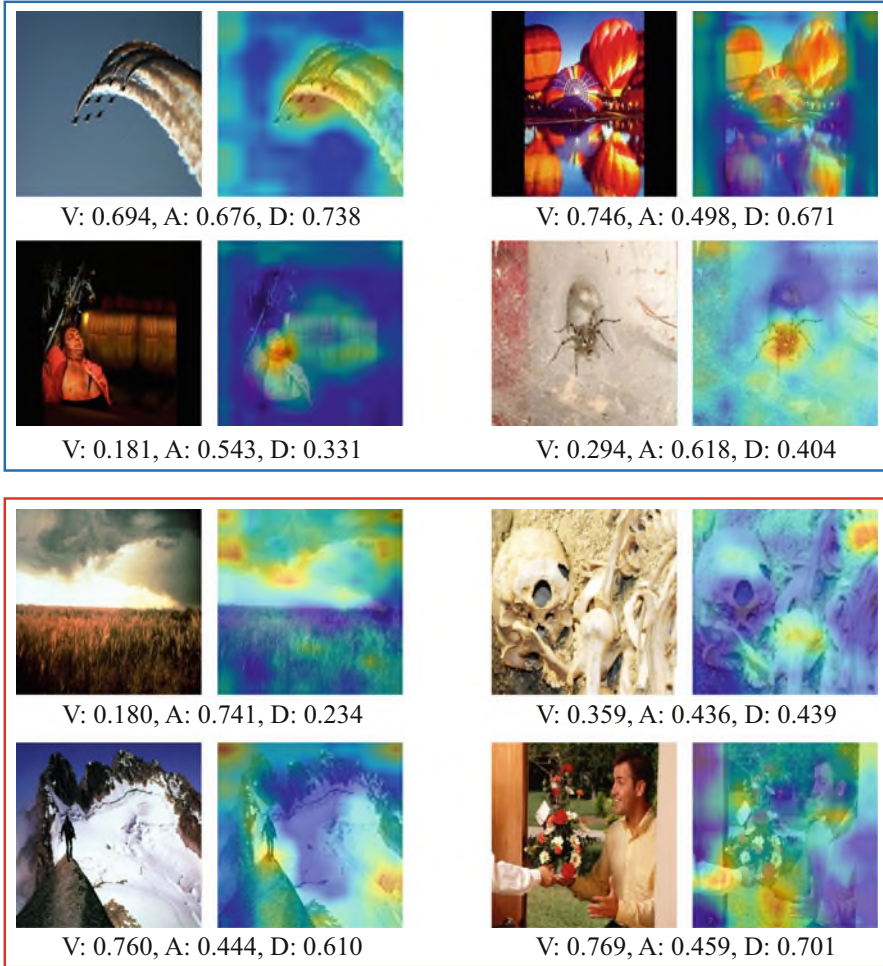 V: 0.694, A: 0.676, D: 0.738
V: 0.746, A: 0.498, D: 0.671
V: 0.181, A: 0.543, D: 0.331
V: 0.294, A: 0.618, D: 0.404
V: 0.180, A: 0.741, D: 0.234
V: 0.359, A: 0.436, D: 0.439
V: 0.760, A: 0.444, D: 0.610
V: 0.769, A: 0.459, D: 0.701